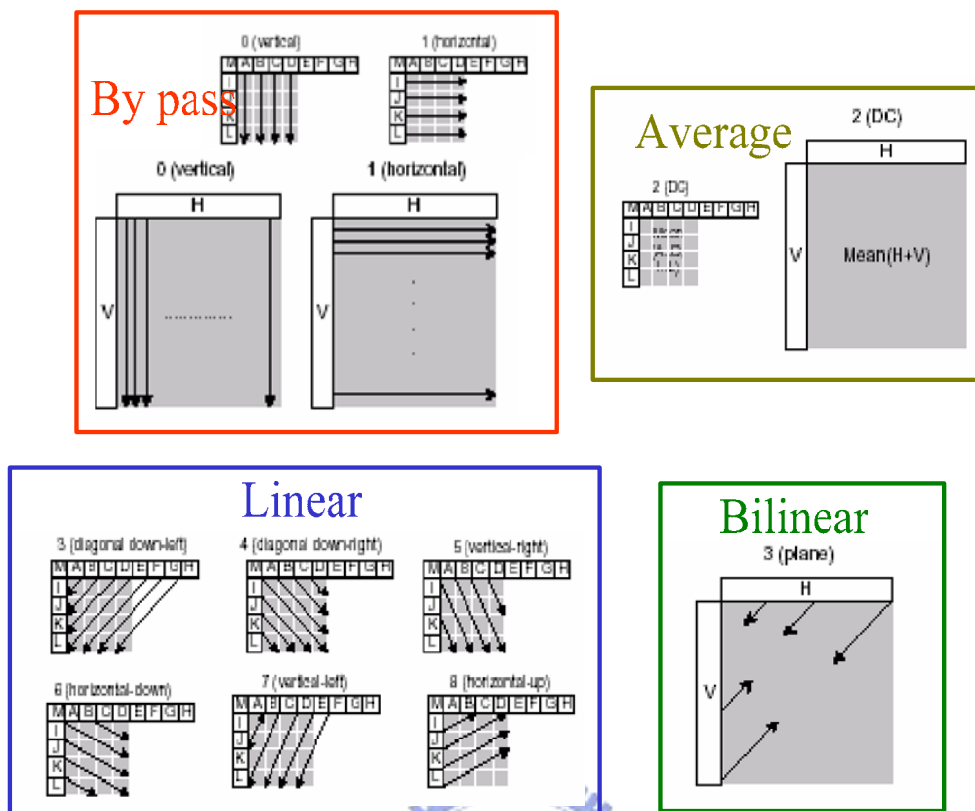 By pass
0 (vertical)
M A B C D E F G H
I
J
K
L
1 (horizontal)
M A B C D E F G H
I
J
K
L
0 (vertical)
H
V
.............
1 (horizontal)
H
V
Average
2 (DC)
M A B C D E F G H
I
J
K
L
2 (DC)
H
V
Mean(H+V)
Linear
3 (diagonal down-left)
M A B C D E F G H
I
J
K
L
4 (diagonal down-right)
M A B C D E F G H
I
J
K
L
5 (vertical-right)
M A B C D E F G H
I
J
K
L
6 (horizontal-down)
M A B C D E F G H
I
J
K
L
7 (vertical-left)
M A B C D E F G H
I
J
K
L
8 (horizontal-up)
M A B C D E F G H
I
J
K
L
Bilinear
3 (plane)
H
V